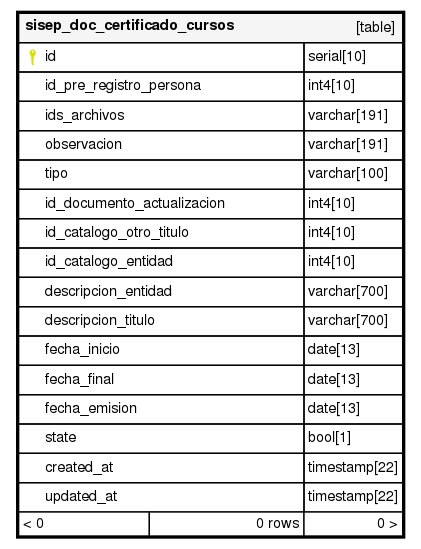 sisep_doc_certificado_cursos [table]
id serial[10]
id_pre_registro_persona int4[10]
ids_archivos varchar[191]
observacion varchar[191]
tipo varchar[100]
id_documento_actualizacion int4[10]
id_catalogo_otro_titulo int4[10]
id_catalogo_entidad int4[10]
descripcion_entidad varchar[700]
descripcion_titulo varchar[700]
fecha_inicio date[13]
fecha_final date[13]
fecha_emision date[13]
state bool[1]
created_at timestamp[22]
updated_at timestamp[22]
< 0 0 rows 0 >